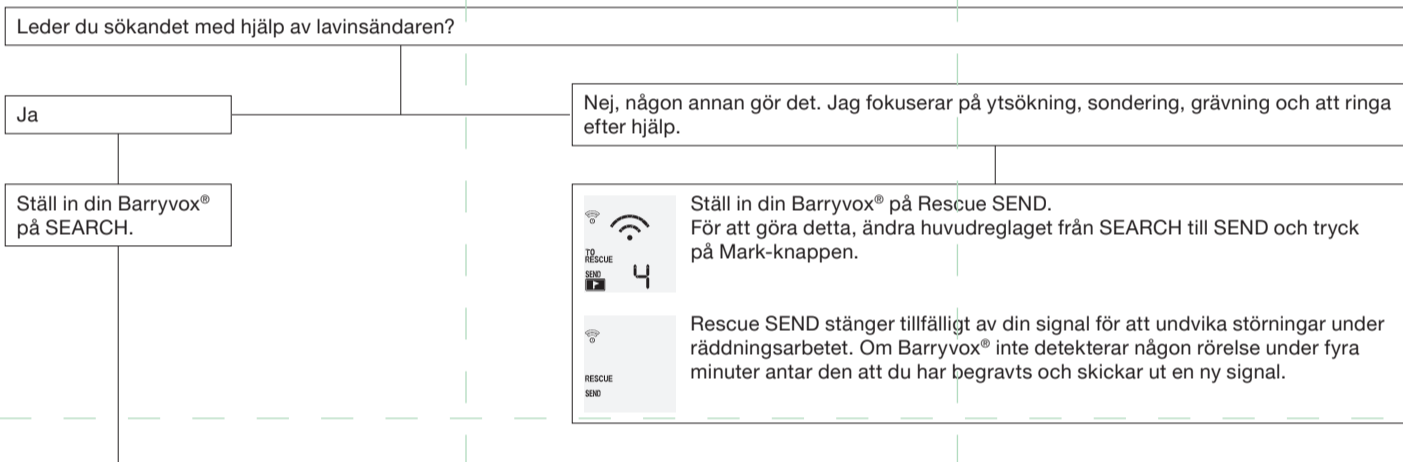 Leder du sökandet med hjälp av lavinsändaren?
Ja
Nej, någon annan gör det. Jag fokuserar på ytsökning, sondering, grävning och att ringa
efter hjälp.
Ställ in din Barryvox®
på SEARCH.
Ställ in din Barryvox® på Rescue SEND.
För att göra detta, ändra huvudreglaget från SEARCH till SEND och tryck
på Mark-knappen.
TO
RESCUE
SEND
4
Rescue SEND stänger tillfälligt av din signal för att undvika störningar under
räddningsarbetet. Om Barryvox® inte detekterar någon rörelse under fyra
minuter antar den att du har begravts och skickar ut en ny signal.
RESCUE
SEND